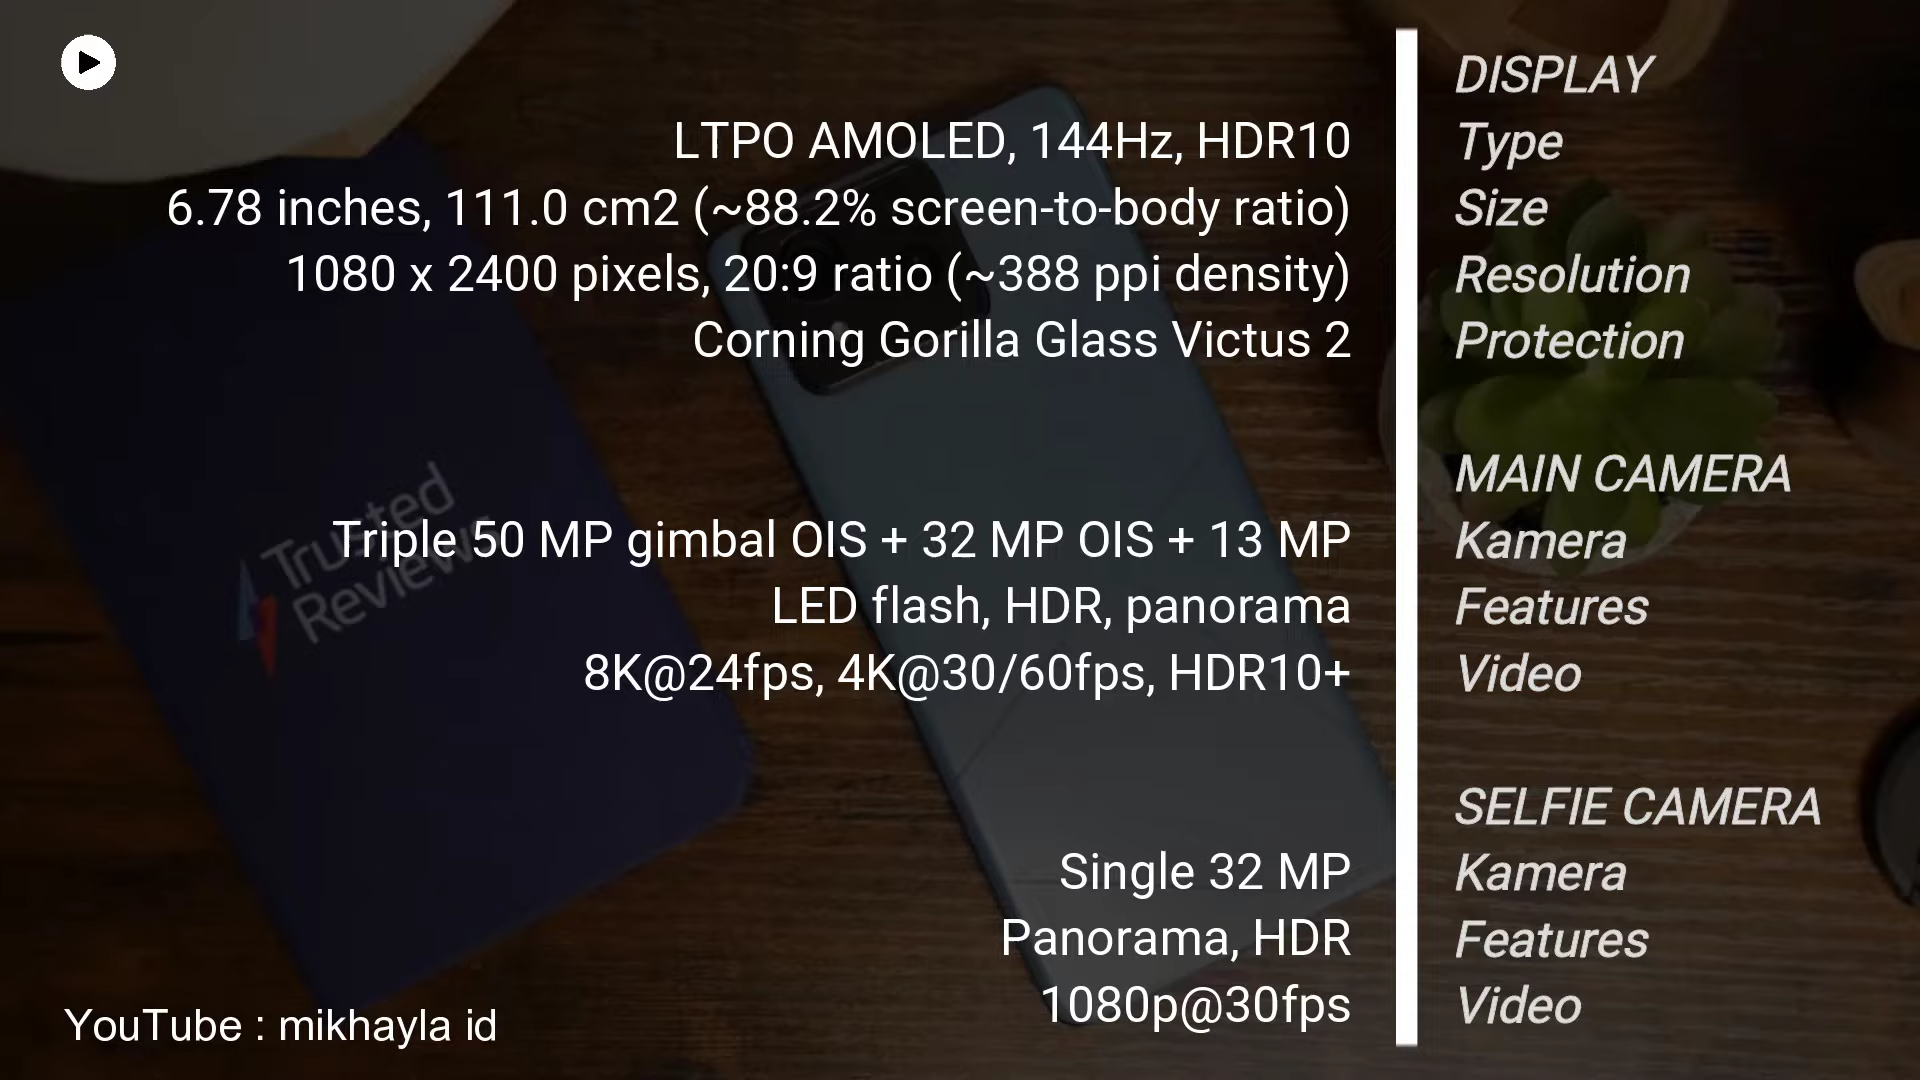 DISPLAY
LTPO AMOLED, 144Hz, HDR10 Type
6.78 inches, 111.0 cm2 (~88.2% screen-to-body ratio) Size
1080 x 2400 pixels, 20:9 ratio (~388 ppi density) Resolution
Corning Gorilla Glass Victus 2 Protection
MAIN CAMERA
Triple 50 MP gimbal OIS + 32 MP OIS + 13 MP Kamera
LED flash, HDR, panorama Features
8K@24fps, 4K@30/60fps, HDR10+ Video
Trusted
Reviews
SELFIE CAMERA
Single 32 MP Kamera
Panorama, HDR Features
1080p@30fps Video
YouTube : mikhayla id